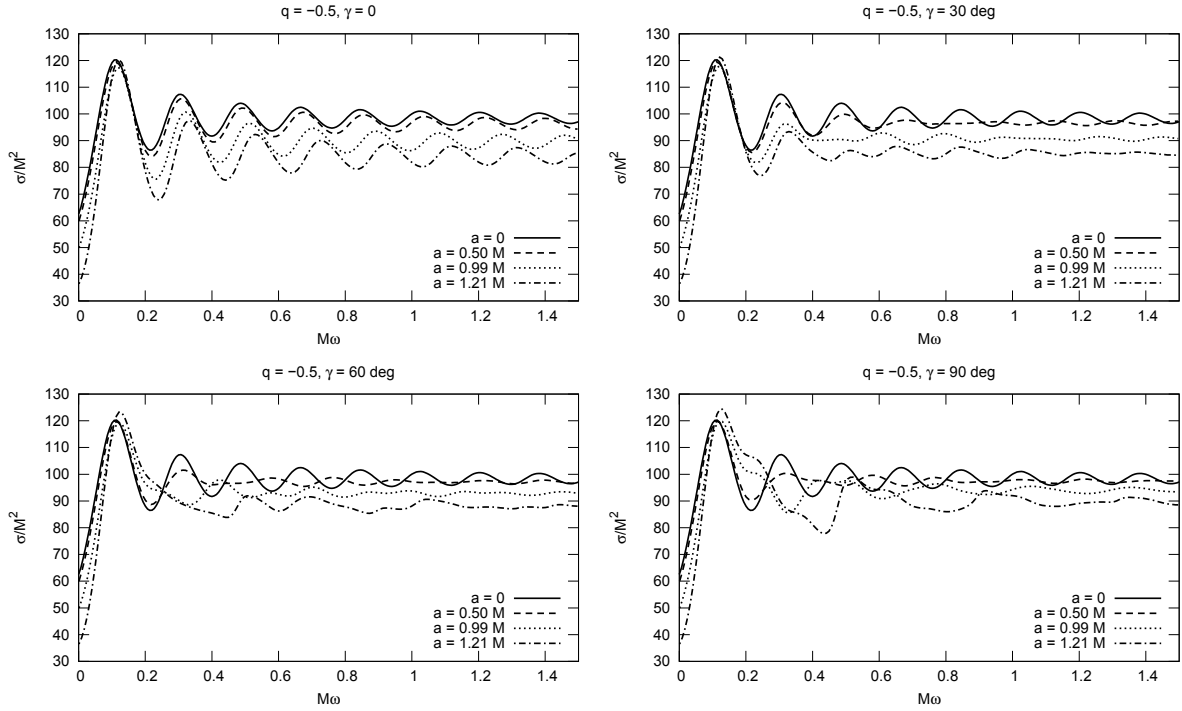 q = −0.5, γ = 0
130
120
110
100
90
80
70
60
50
40
30
σ/M²
0 0.2 0.4 0.6 0.8 1 1.2 1.4
Mω
a = 0
a = 0.50 M
a = 0.99 M
a = 1.21 M
q = −0.5, γ = 30 deg
130
120
110
100
90
80
70
60
50
40
30
σ/M²
0 0.2 0.4 0.6 0.8 1 1.2 1.4
Mω
a = 0
a = 0.50 M
a = 0.99 M
a = 1.21 M
q = −0.5, γ = 60 deg
130
120
110
100
90
80
70
60
50
40
30
σ/M²
0 0.2 0.4 0.6 0.8 1 1.2 1.4
Mω
a = 0
a = 0.50 M
a = 0.99 M
a = 1.21 M
q = −0.5, γ = 90 deg
130
120
110
100
90
80
70
60
50
40
30
σ/M²
0 0.2 0.4 0.6 0.8 1 1.2 1.4
Mω
a = 0
a = 0.50 M
a = 0.99 M
a = 1.21 M